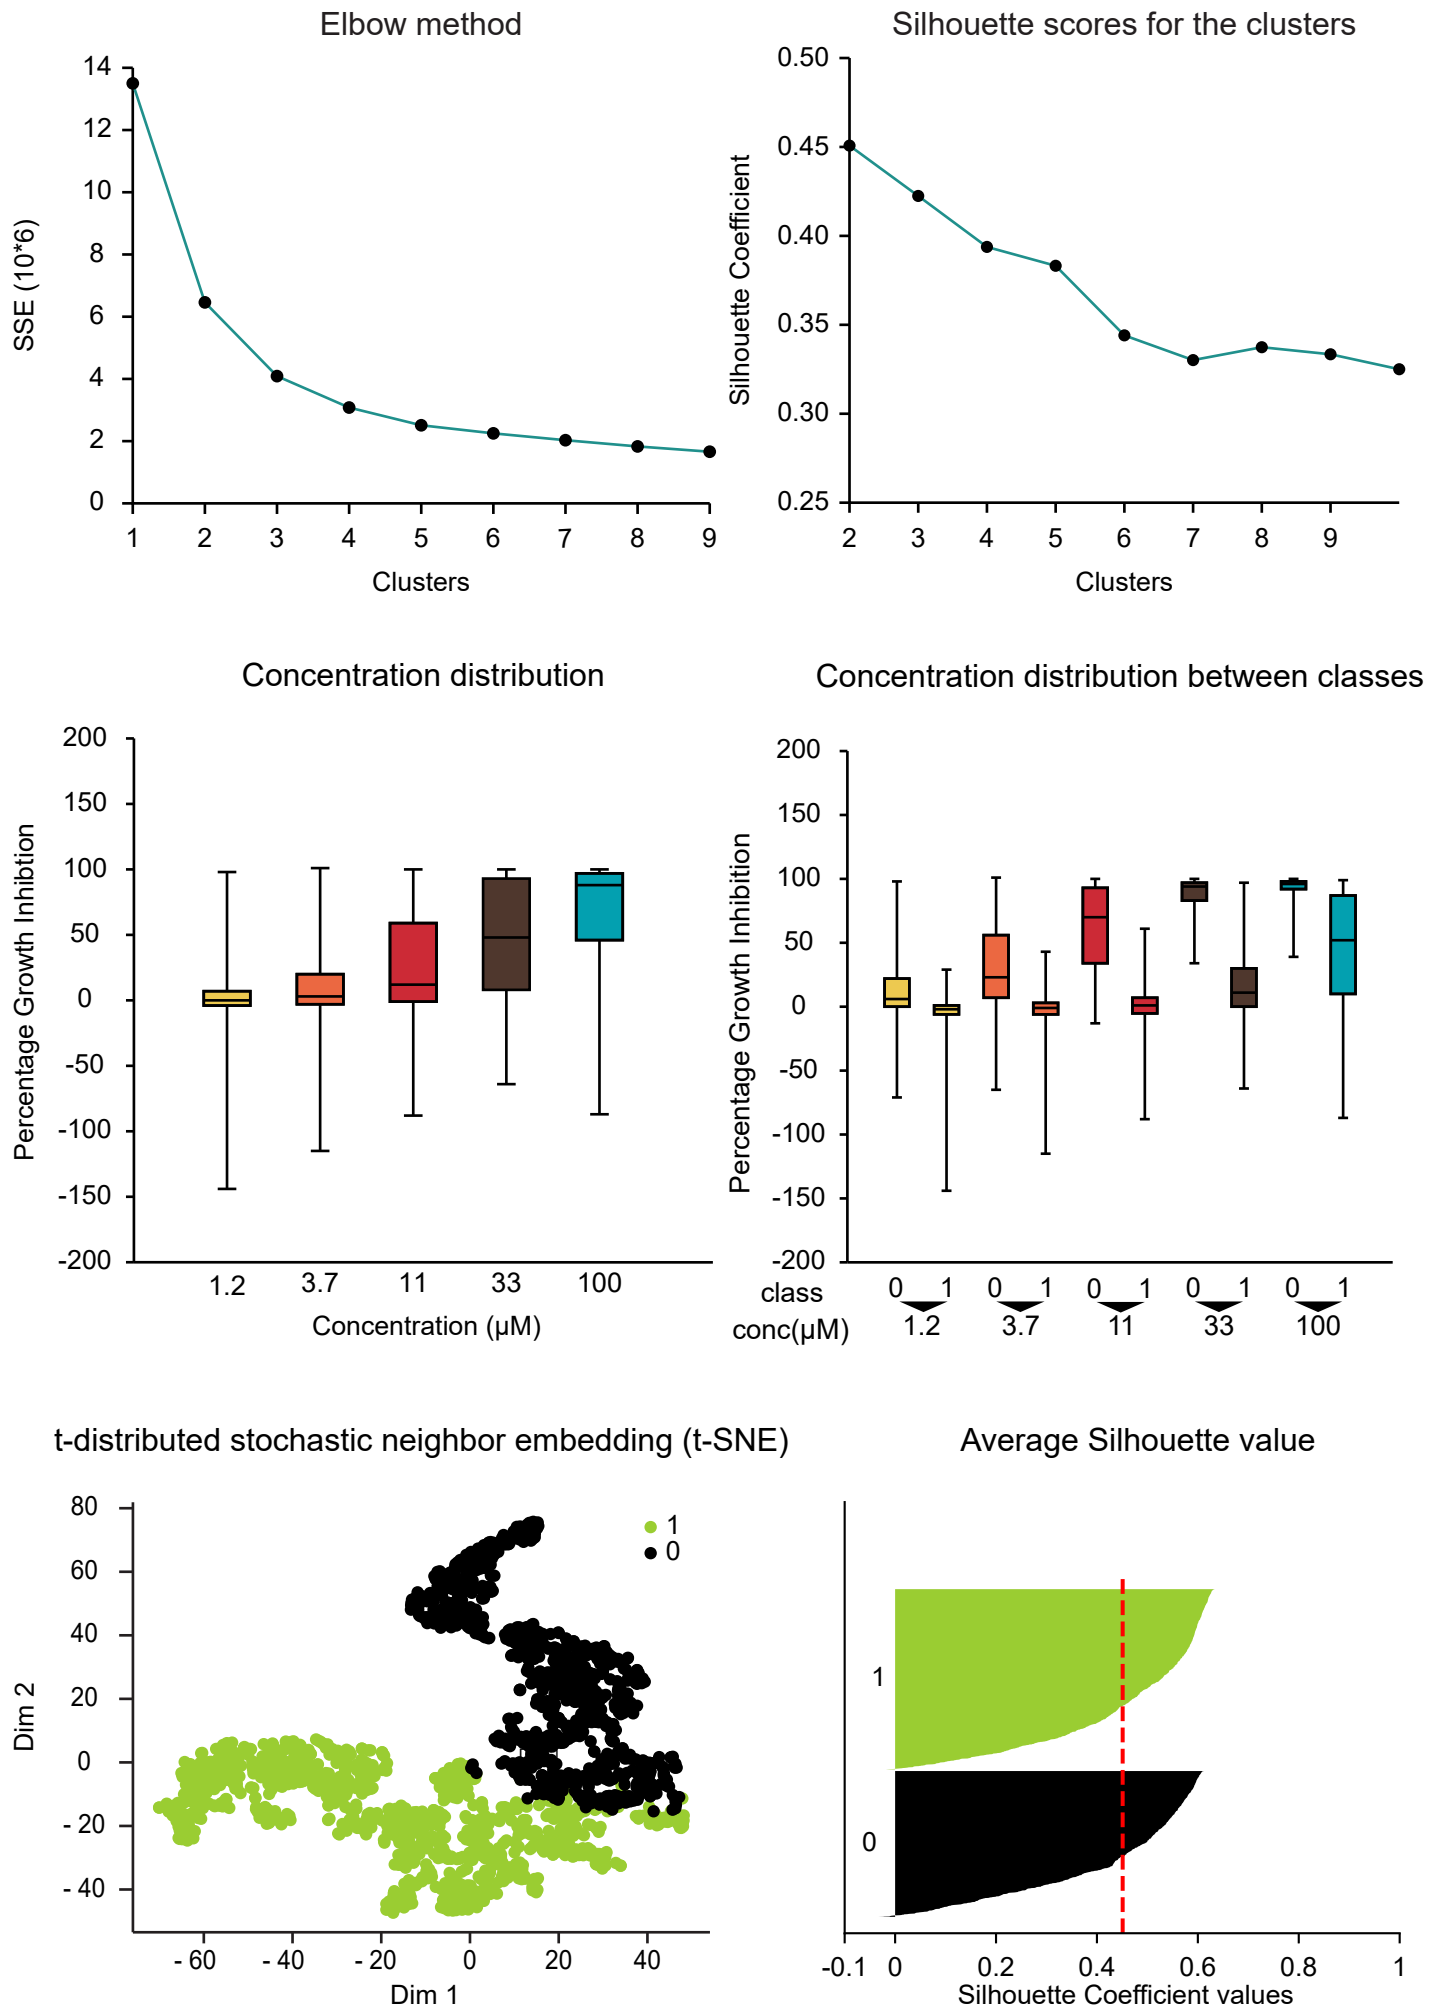 Elbow method
14
12
10
8
6
4
2
0
SSE (10*6)
1 2 3 4 5 6 7 8 9
Clusters
Silhouette scores for the clusters
0.50
0.45
0.40
0.35
0.30
0.25
Silhouette Coefficient
2 3 4 5 6 7 8 9
Clusters
Concentration distribution
200
150
100
50
0
-50
-100
-150
-200
Percentage Growth Inhibtion
1.2 3.7 11 33 100
Concentration (µM)
Concentration distribution between classes
200
150
100
50
0
-50
-100
-150
-200
Percentage Growth Inhibition
class 0 1 0 1 0 1 0 1 0 1
conc(µM) 1.2 3.7 11 33 100
t-distributed stochastic neighbor embedding (t-SNE)
80
60
40
20
0
- 20
- 40
Dim 2
1
0
- 60 - 40 - 20 0 20 40
Dim 1
Average Silhouette value
1
0
-0.1 0 0.2 0.4 0.6 0.8 1
Silhouette Coefficient values